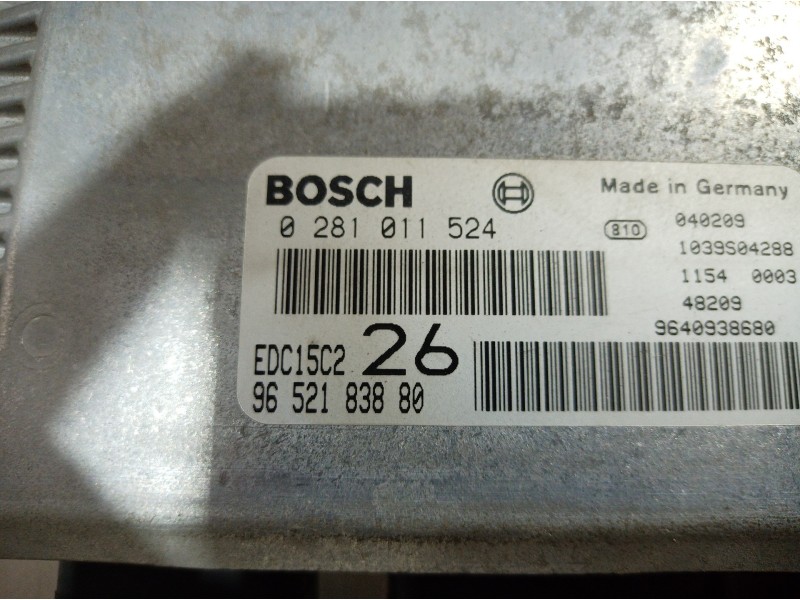 BOSCH
Made in Germany
0 281 011 524
810
040209
1039S04288
1154 0003
48209
9640938680
EDC15C2 26
96 521 838 80